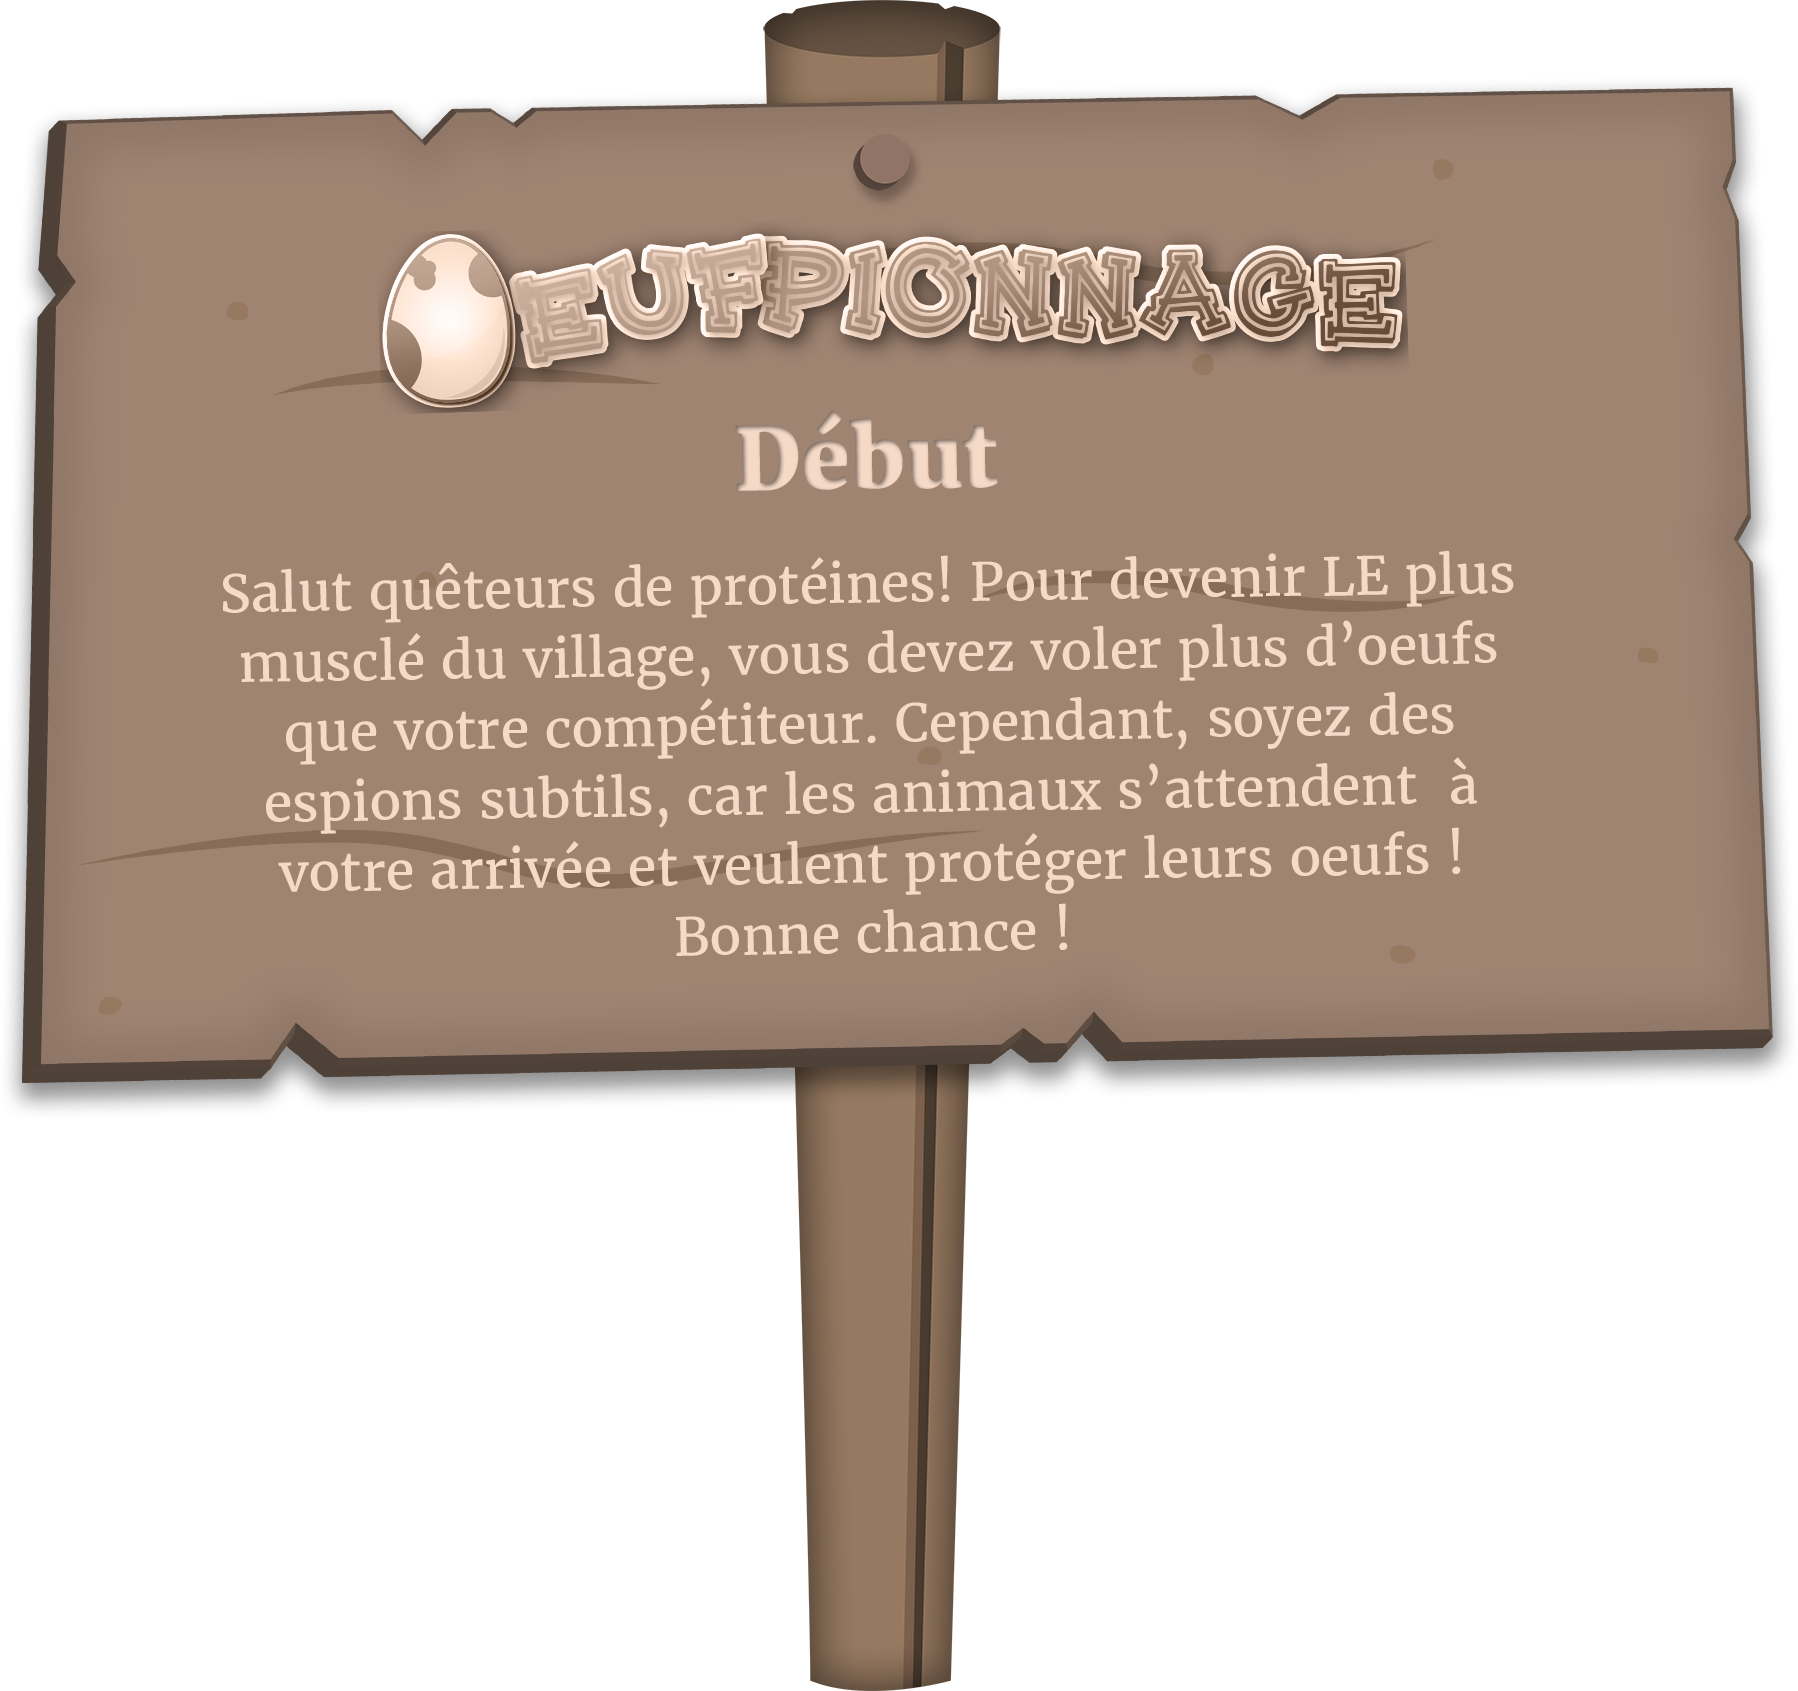 OEUFPIONNAGE
Début
Salut quêteurs de protéines! Pour devenir LE plus
musclé du village, vous devez voler plus d’oeufs
que votre compétiteur. Cependant, soyez des
espions subtils, car les animaux s’attendent  à
votre arrivée et veulent protéger leurs oeufs !
Bonne chance !